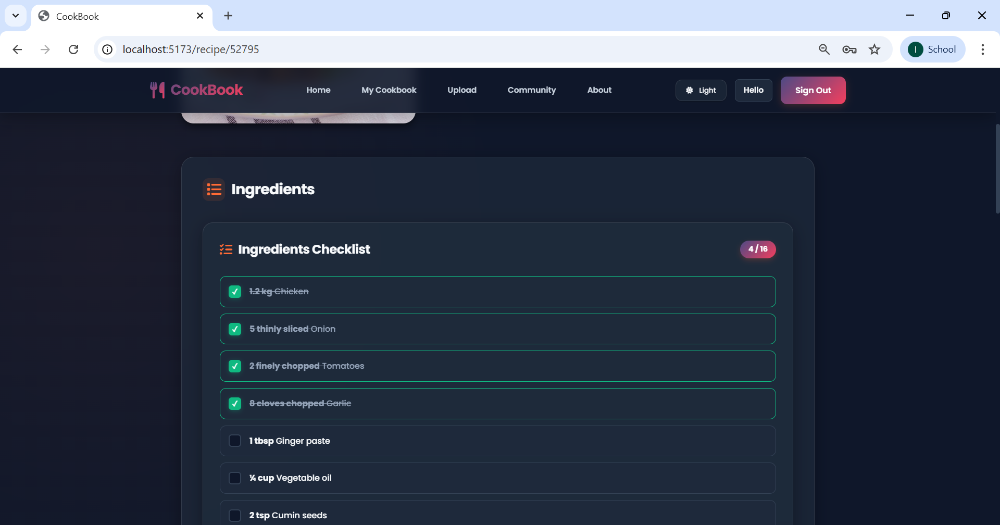 CookBook
localhost:5173/recipe/52795
I School
CookBook Home My Cookbook Upload Community About Light Hello Sign Out
Ingredients
Ingredients Checklist
4 / 16
1.2 kg Chicken
5 thinly sliced Onion
2 finely chopped Tomatoes
8 cloves chopped Garlic
1 tbsp Ginger paste
¼ cup Vegetable oil
2 tsp Cumin seeds